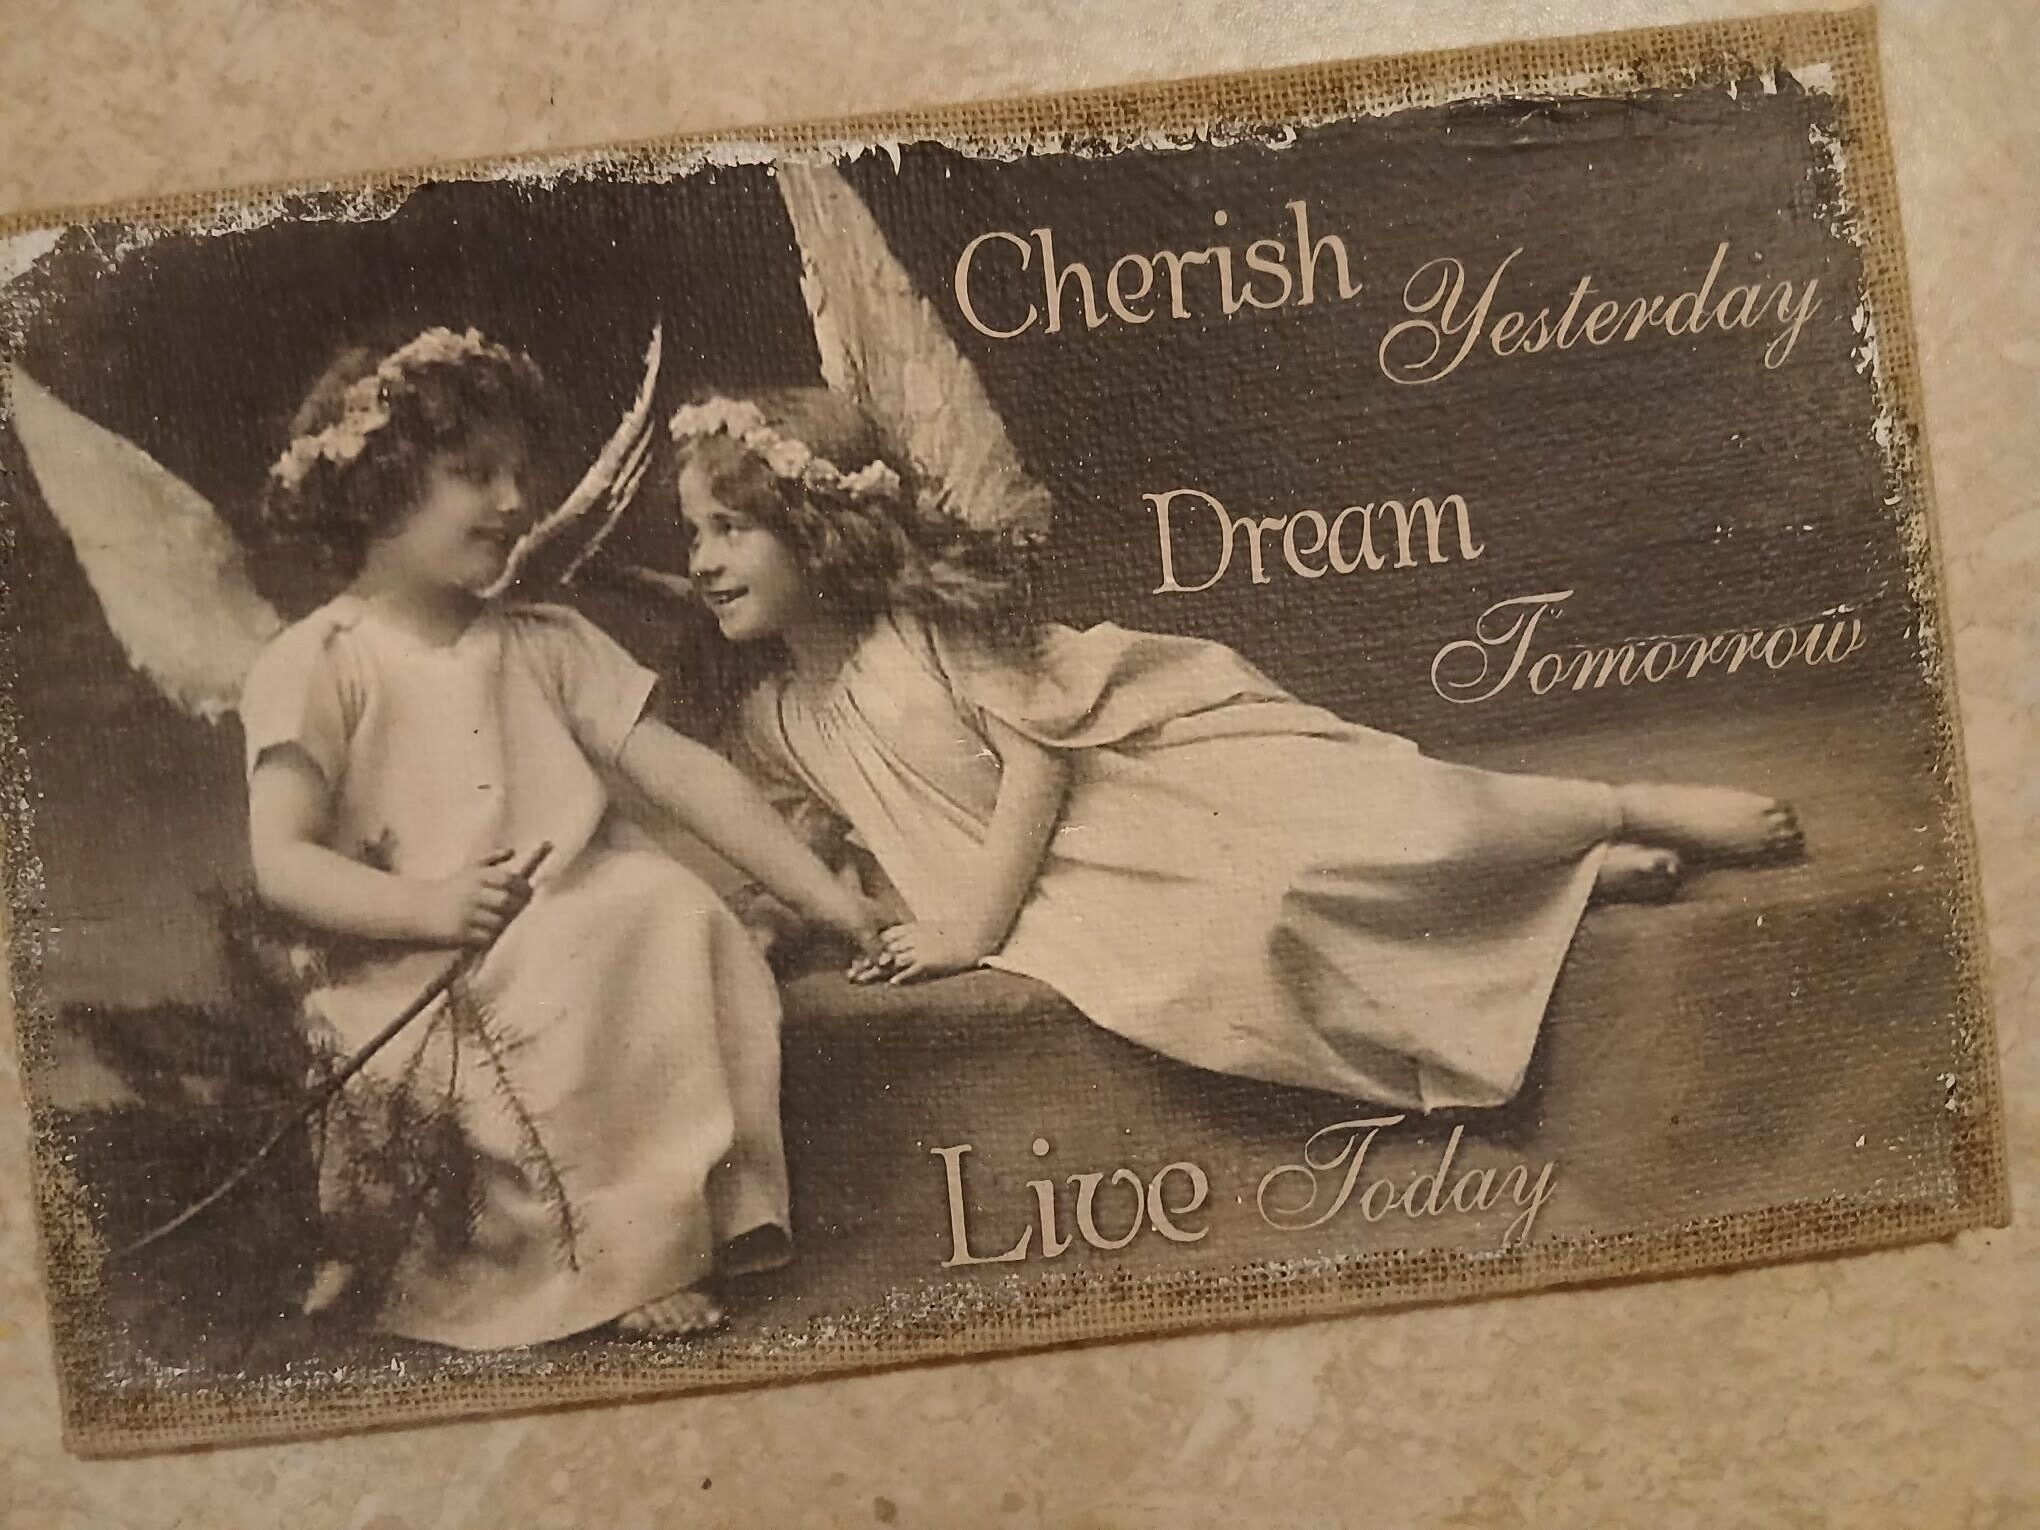 Cherish Yesterday
Dream
Tomorrow
Live Today